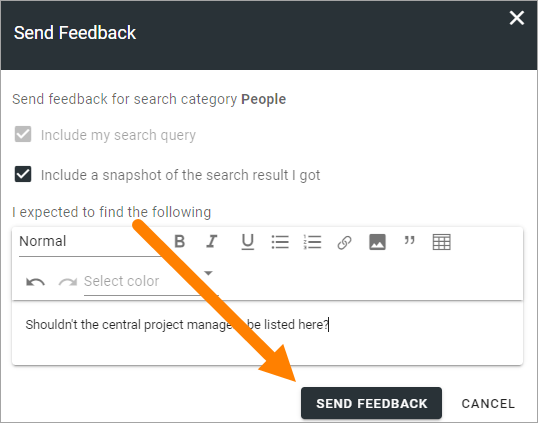 Send Feedback
Send feedback for search category People
Include my search query
Include a snapshot of the search result I got
I expected to find the following
Normal B I U
Select color
Shouldn't the central project manage be listed here?
SEND FEEDBACK CANCEL